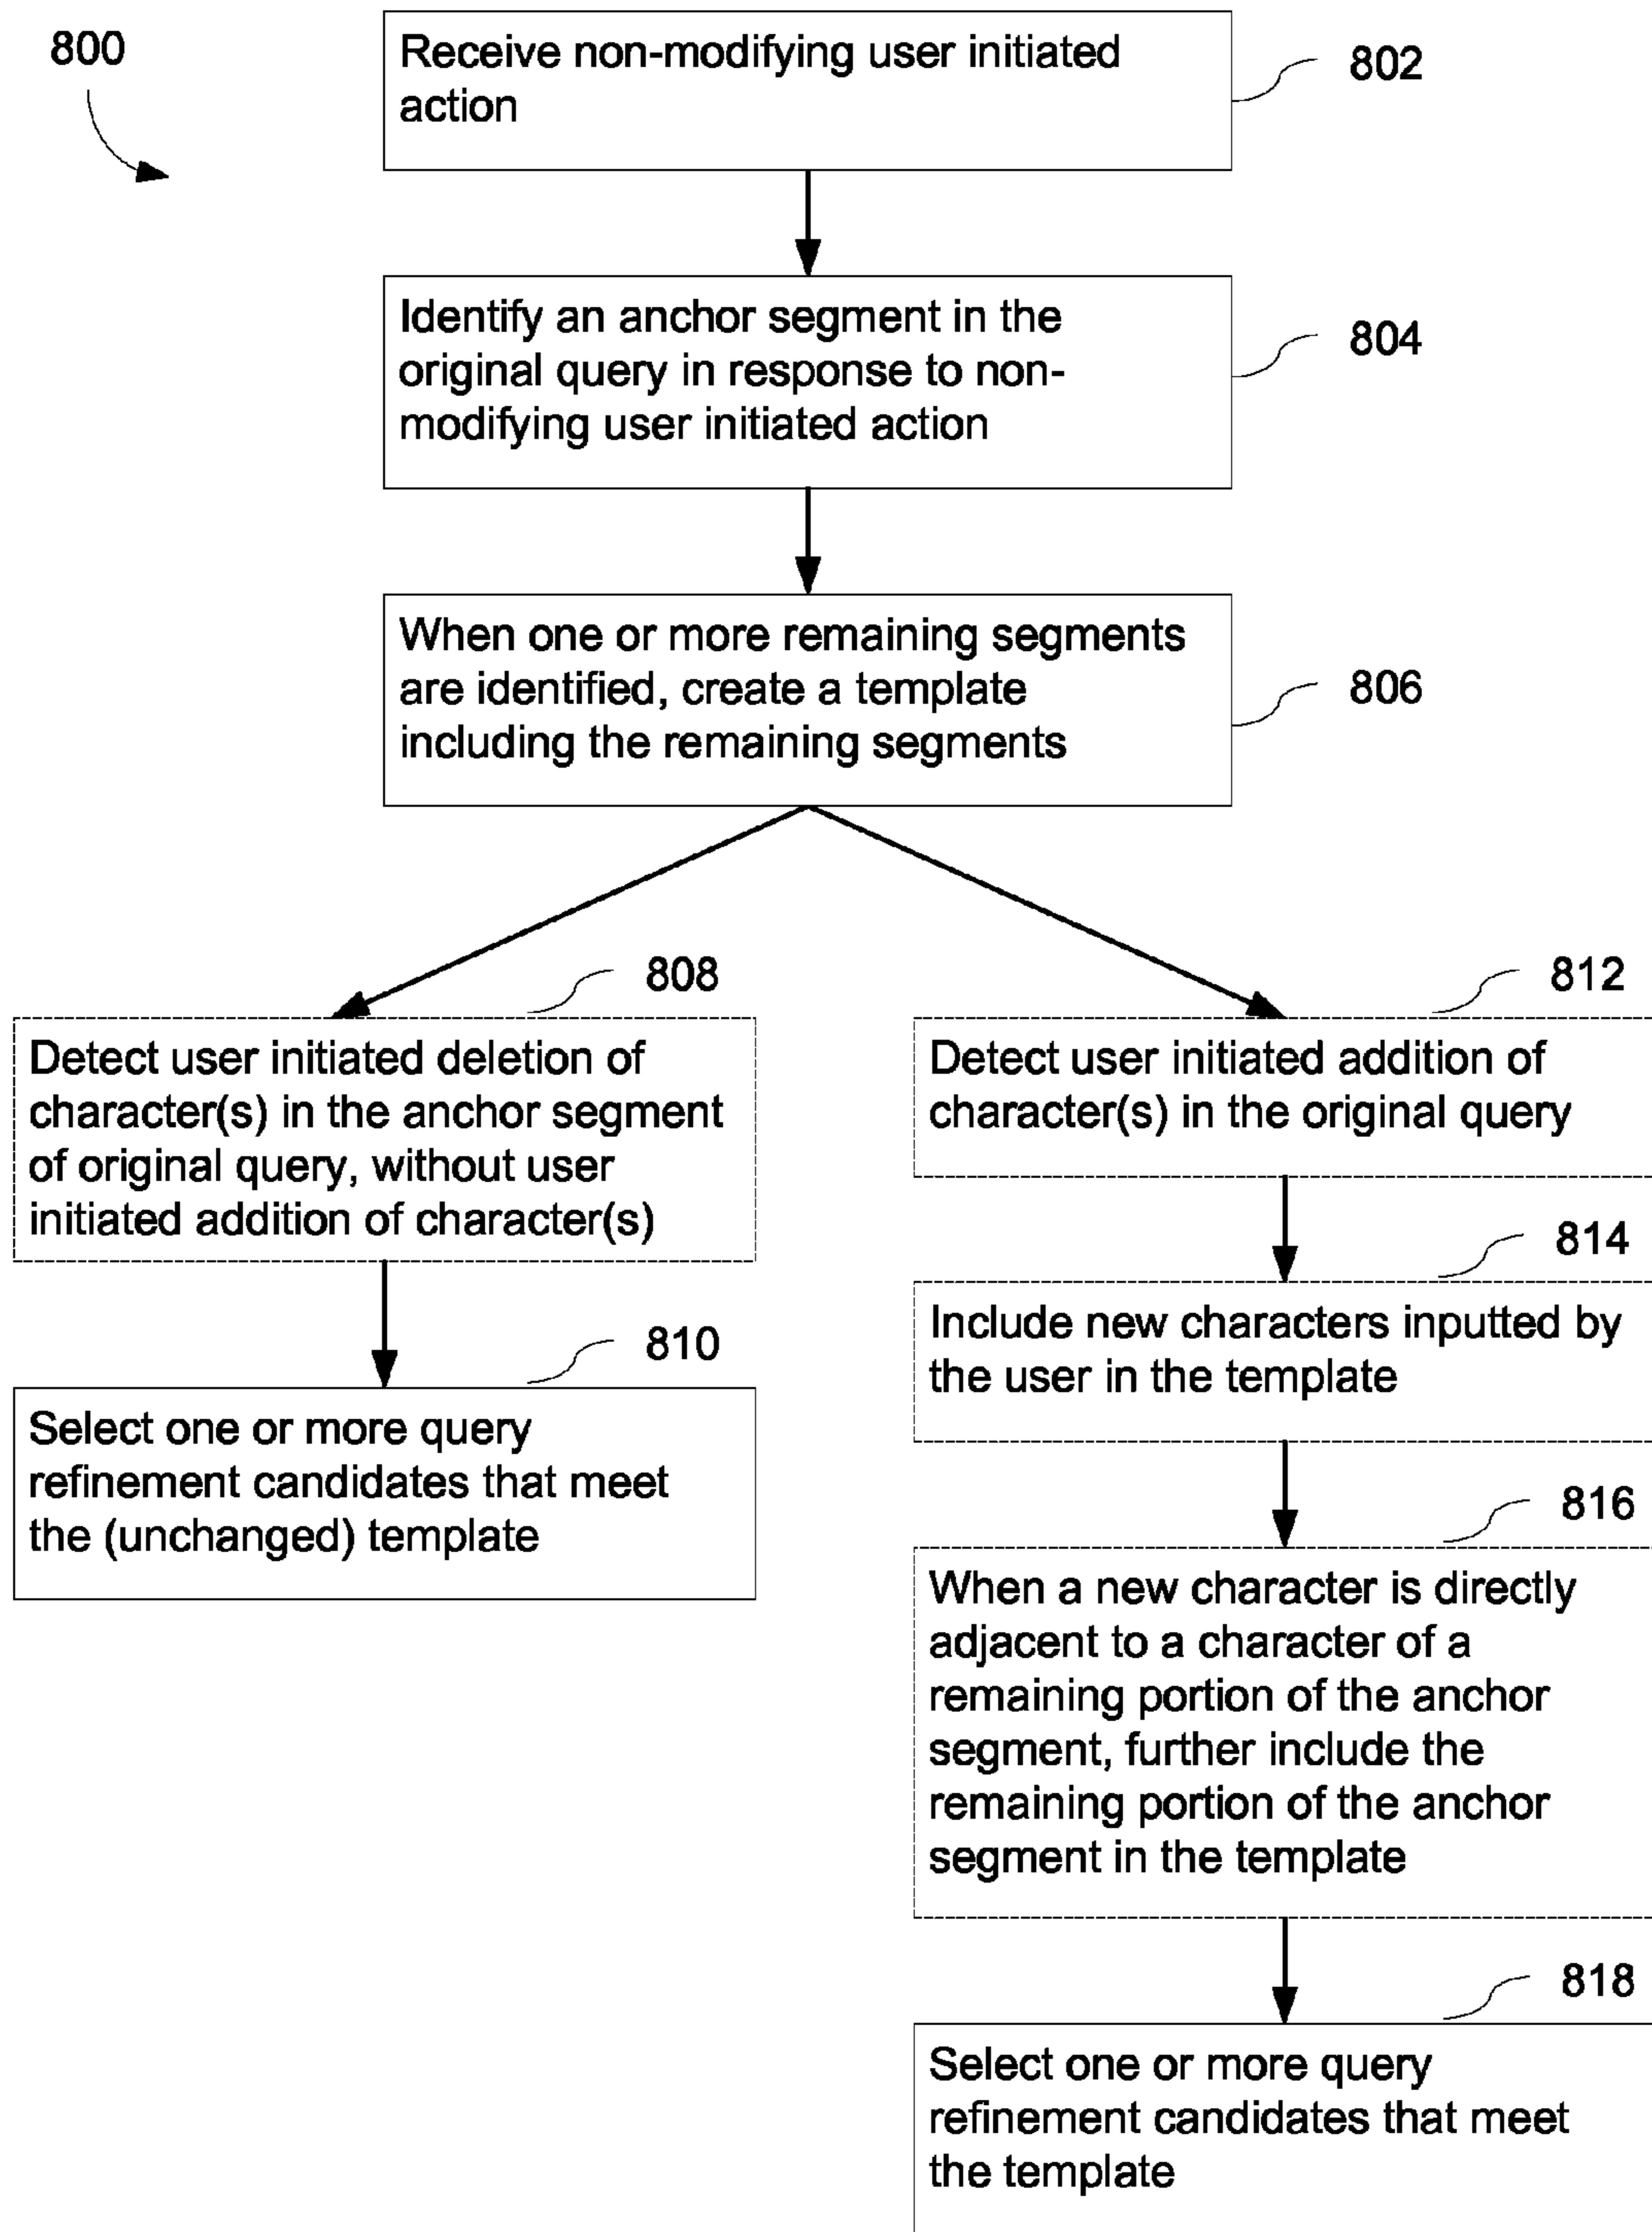 800
Receive non-modifying user initiated
action
802
Identify an anchor segment in the
original query in response to non-
modifying user initiated action
804
When one or more remaining segments
are identified, create a template
including the remaining segments
806
808
Detect user initiated deletion of
character(s) in the anchor segment
of original query, without user
initiated addition of character(s)
810
Select one or more query
refinement candidates that meet
the (unchanged) template
812
Detect user initiated addition of
character(s) in the original query
814
Include new characters inputted by
the user in the template
816
When a new character is directly
adjacent to a character of a
remaining portion of the anchor
segment, further include the
remaining portion of the anchor
segment in the template
818
Select one or more query
refinement candidates that meet
the template